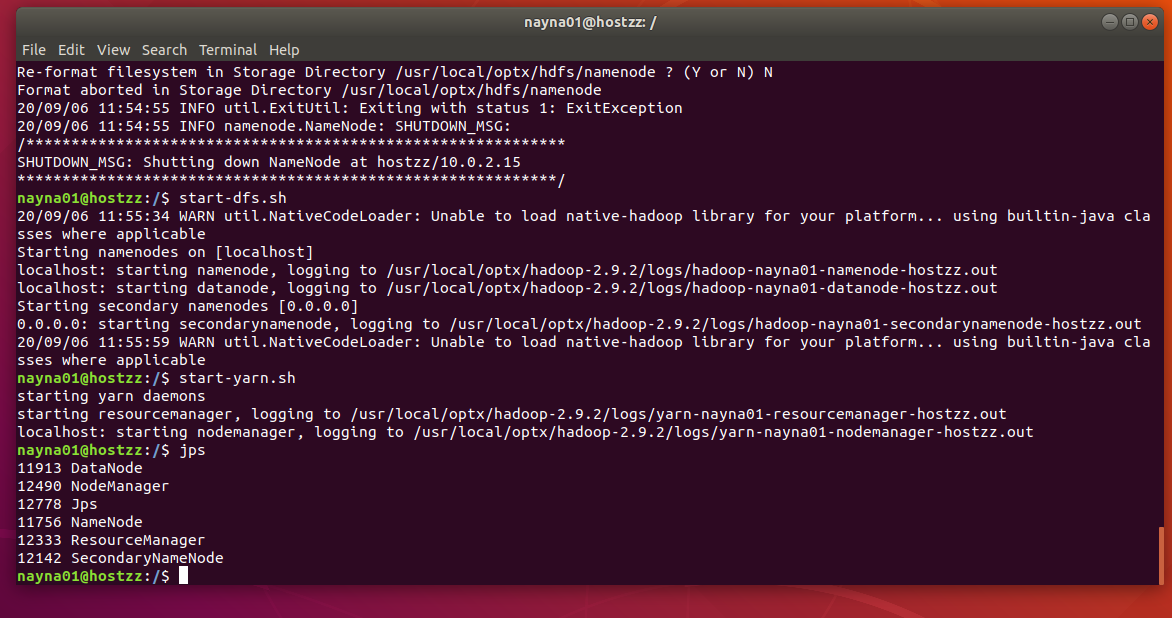 nayna01@hostzz: /
File Edit View Search Terminal Help
Re-format filesystem in Storage Directory /usr/local/optx/hdfs/namenode ? (Y or N) N
Format aborted in Storage Directory /usr/local/optx/hdfs/namenode
20/09/06 11:54:55 INFO util.ExitUtil: Exiting with status 1: ExitException
20/09/06 11:54:55 INFO namenode.NameNode: SHUTDOWN_MSG:
/************************************************************
SHUTDOWN_MSG: Shutting down NameNode at hostzz/10.0.2.15
************************************************************/
nayna01@hostzz:/$ start-dfs.sh
20/09/06 11:55:34 WARN util.NativeCodeLoader: Unable to load native-hadoop library for your platform... using builtin-java cla
sses where applicable
Starting namenodes on [localhost]
localhost: starting namenode, logging to /usr/local/optx/hadoop-2.9.2/logs/hadoop-nayna01-namenode-hostzz.out
localhost: starting datanode, logging to /usr/local/optx/hadoop-2.9.2/logs/hadoop-nayna01-datanode-hostzz.out
Starting secondary namenodes [0.0.0.0]
0.0.0.0: starting secondarynamenode, logging to /usr/local/optx/hadoop-2.9.2/logs/hadoop-nayna01-secondarynamenode-hostzz.out
20/09/06 11:55:59 WARN util.NativeCodeLoader: Unable to load native-hadoop library for your platform... using builtin-java cla
sses where applicable
nayna01@hostzz:/$ start-yarn.sh
starting yarn daemons
starting resourcemanager, logging to /usr/local/optx/hadoop-2.9.2/logs/yarn-nayna01-resourcemanager-hostzz.out
localhost: starting nodemanager, logging to /usr/local/optx/hadoop-2.9.2/logs/yarn-nayna01-nodemanager-hostzz.out
nayna01@hostzz:/$ jps
11913 DataNode
12490 NodeManager
12778 Jps
11756 NameNode
12333 ResourceManager
12142 SecondaryNameNode
nayna01@hostzz:/$